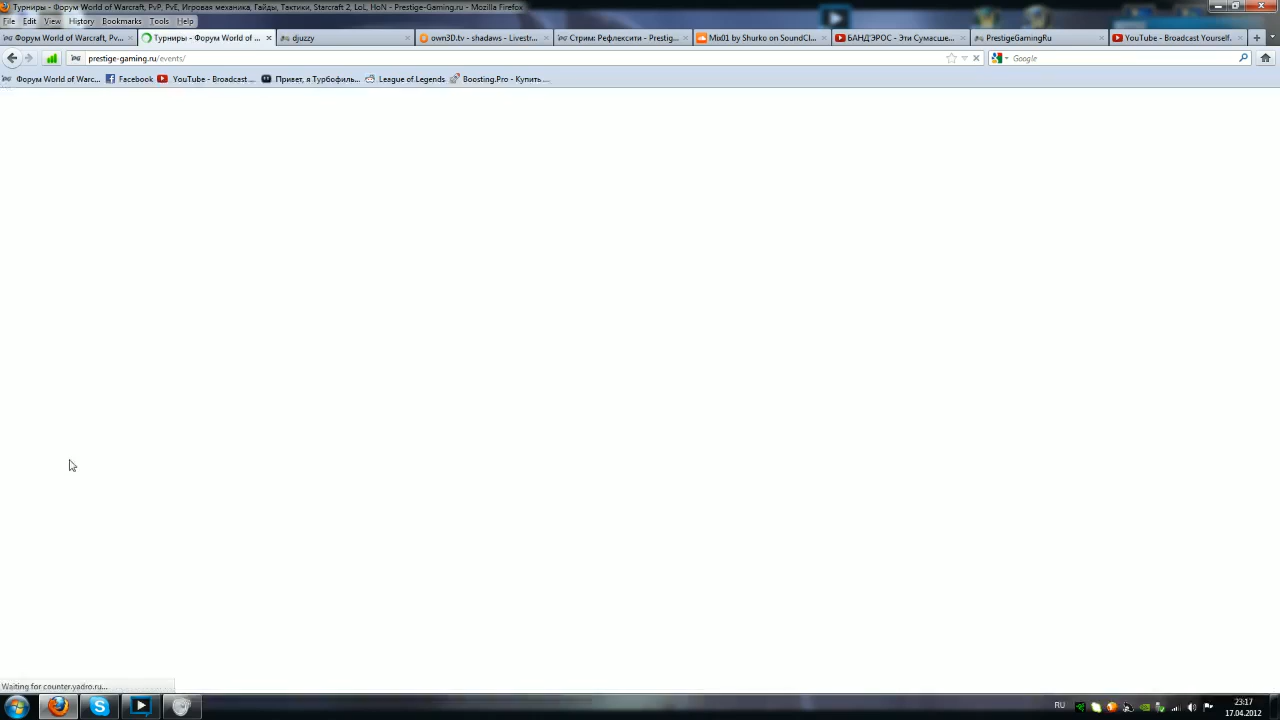 Турниры - Форум World of Warcraft, PvP, PvE, Игровая механика, Гайды, Тактики, Starcraft 2, LoL, HoN - Prestige-Gaming.ru - Mozilla Firefox
File Edit View History Bookmarks Tools Help
Форум World of Warcraft, Pv... Турниры - Форум World of ... djuzzy own3D.tv - shadaws - Livestr... Стрим: Рефлексити - Prestig... Mix01 by Shurko on SoundCl... БАНД'ЭРОС - Эти Сумасше... PrestigeGamingRu YouTube - Broadcast Yourself.
prestige-gaming.ru/events/ Google
Форум World of Warc... Facebook YouTube - Broadcast ... Привет, я Турбофиль... League of Legends Boosting.Pro - Купить ...
Waiting for counter.yadro.ru...
RU 23:17
17.04.2012